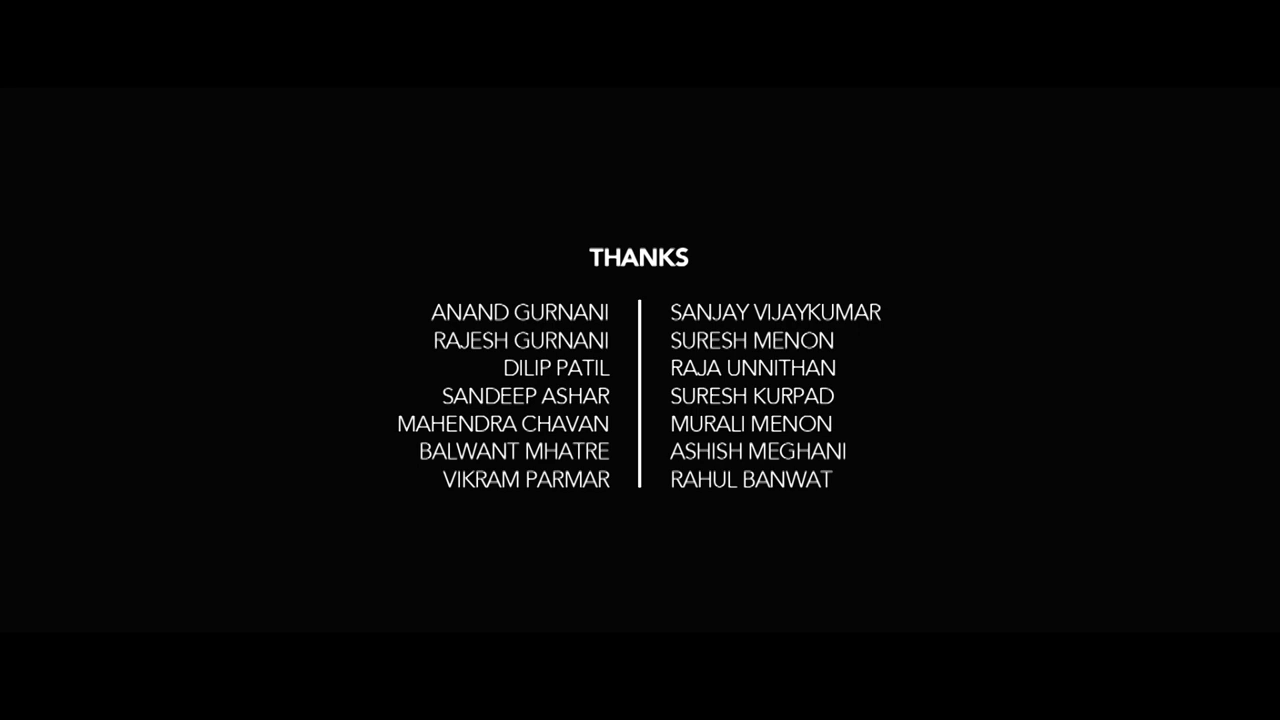 THANKS
ANAND GURNANI
RAJESH GURNANI
DILIP PATIL
SANDEEP ASHAR
MAHENDRA CHAVAN
BALWANT MHATRE
VIKRAM PARMAR
SANJAY VIJAYKUMAR
SURESH MENON
RAJA UNNITHAN
SURESH KURPAD
MURALI MENON
ASHISH MEGHANI
RAHUL BANWAT